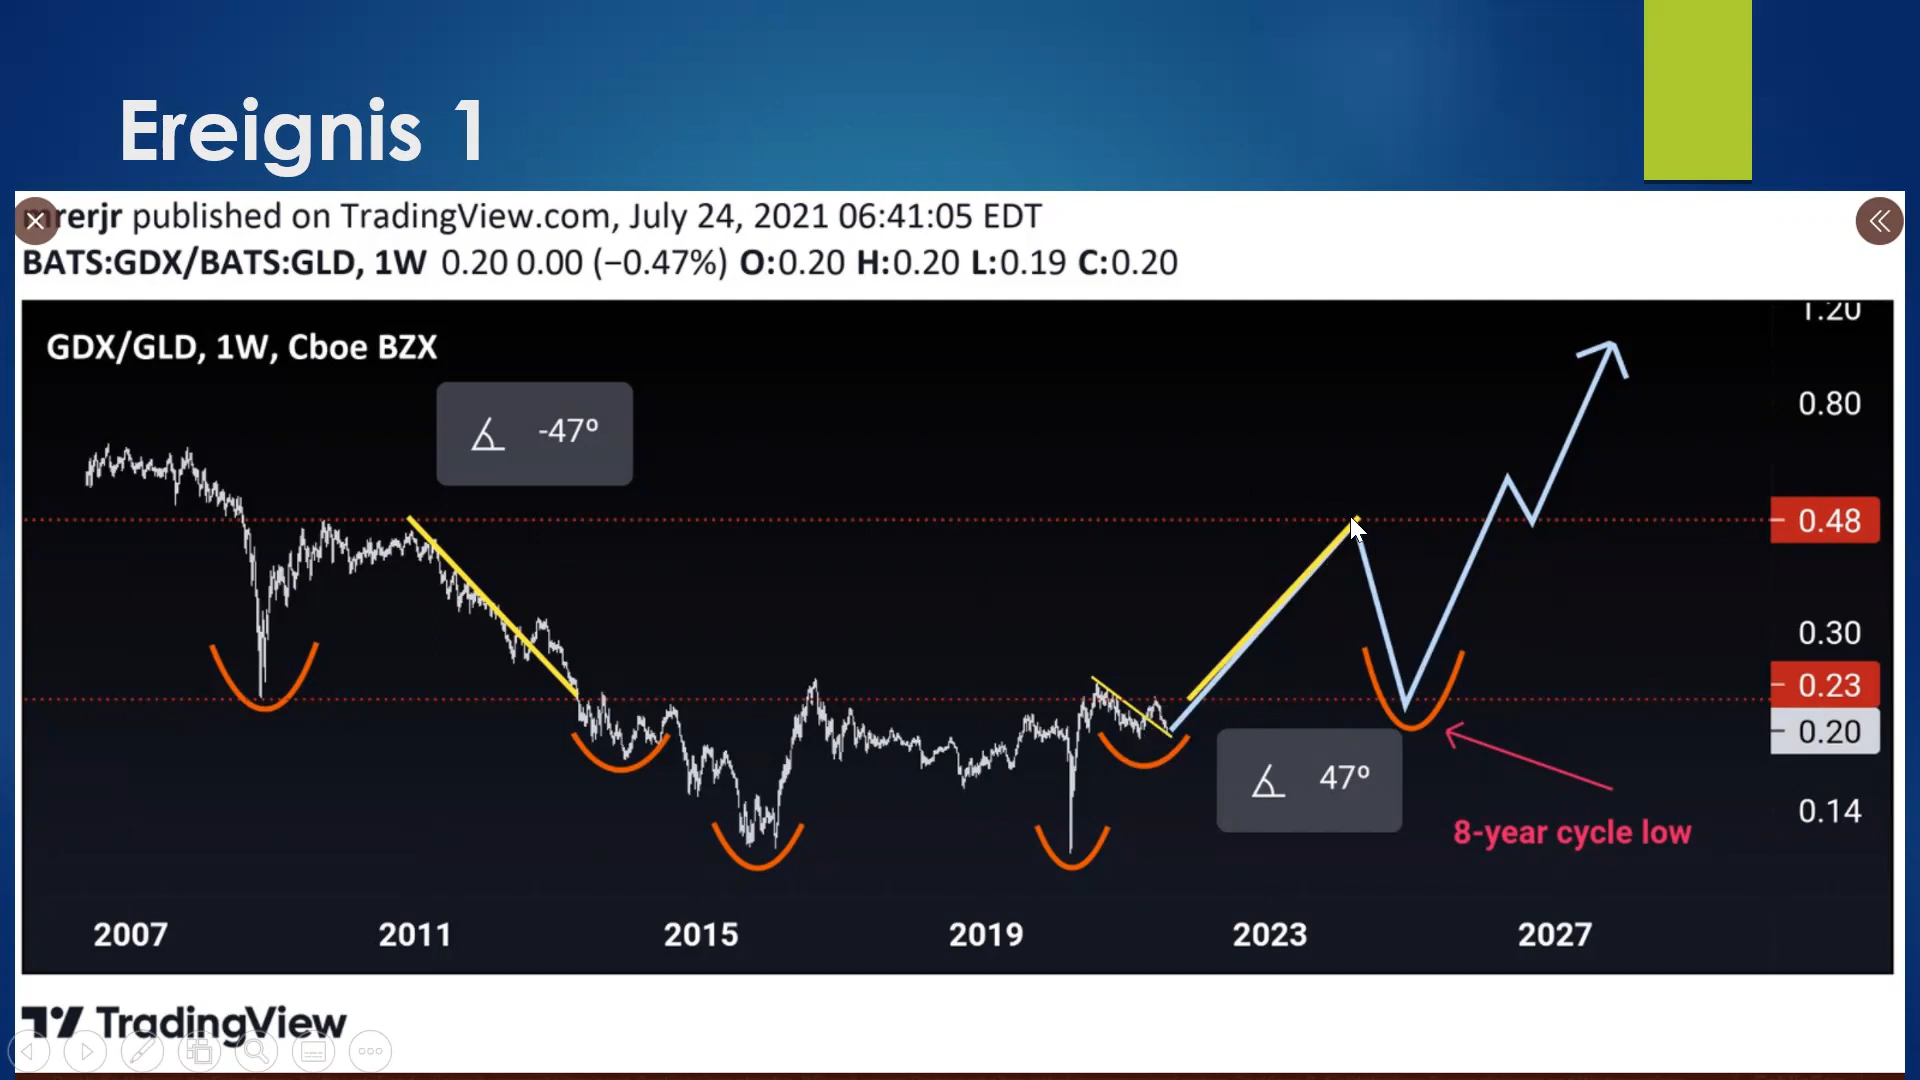 Ereignis 1
mrerjr published on TradingView.com, July 24, 2021 06:41:05 EDT
BATS:GDX/BATS:GLD, 1W 0.20 0.00 (−0.47%) O:0.20 H:0.20 L:0.19 C:0.20
GDX/GLD, 1W, Cboe BZX
1.20
0.80
-47º
0.48
0.30
0.23
0.20
47º
0.14
8-year cycle low
2007 2011 2015 2019 2023 2027
TradingView